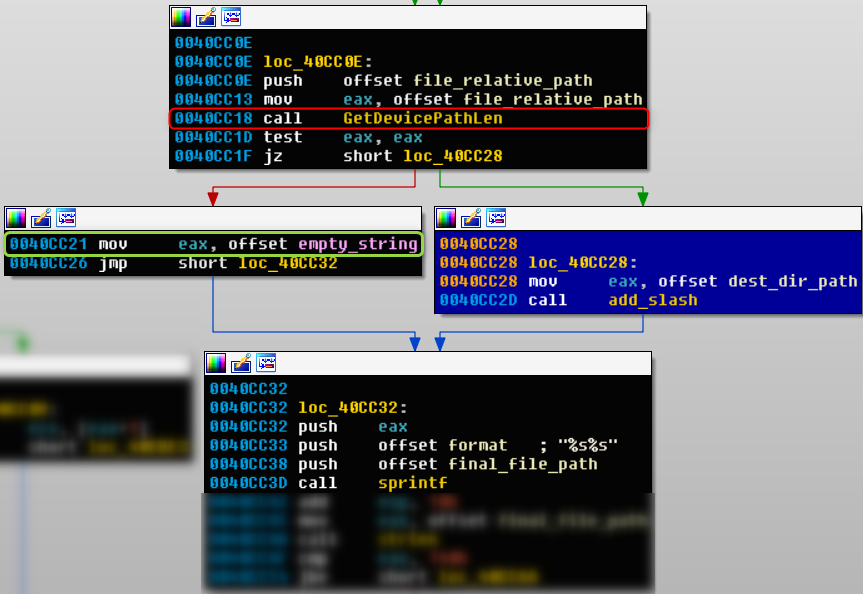 0040CC0E
0040CC0E loc_40CC0E:
0040CC0E push offset file_relative_path
0040CC13 mov eax, offset file_relative_path
0040CC18 call GetDevicePathLen
0040CC1D test eax, eax
0040CC1F jz short loc_40CC28
0040CC21 mov eax, offset empty_string
0040CC26 jmp short loc_40CC32
0040CC28
0040CC28 loc_40CC28:
0040CC28 mov eax, offset dest_dir_path
0040CC2D call add_slash
0040CC32
0040CC32 loc_40CC32:
0040CC32 push eax
0040CC33 push offset format ; "%s%s"
0040CC38 push offset final_file_path
0040CC3D call sprintf